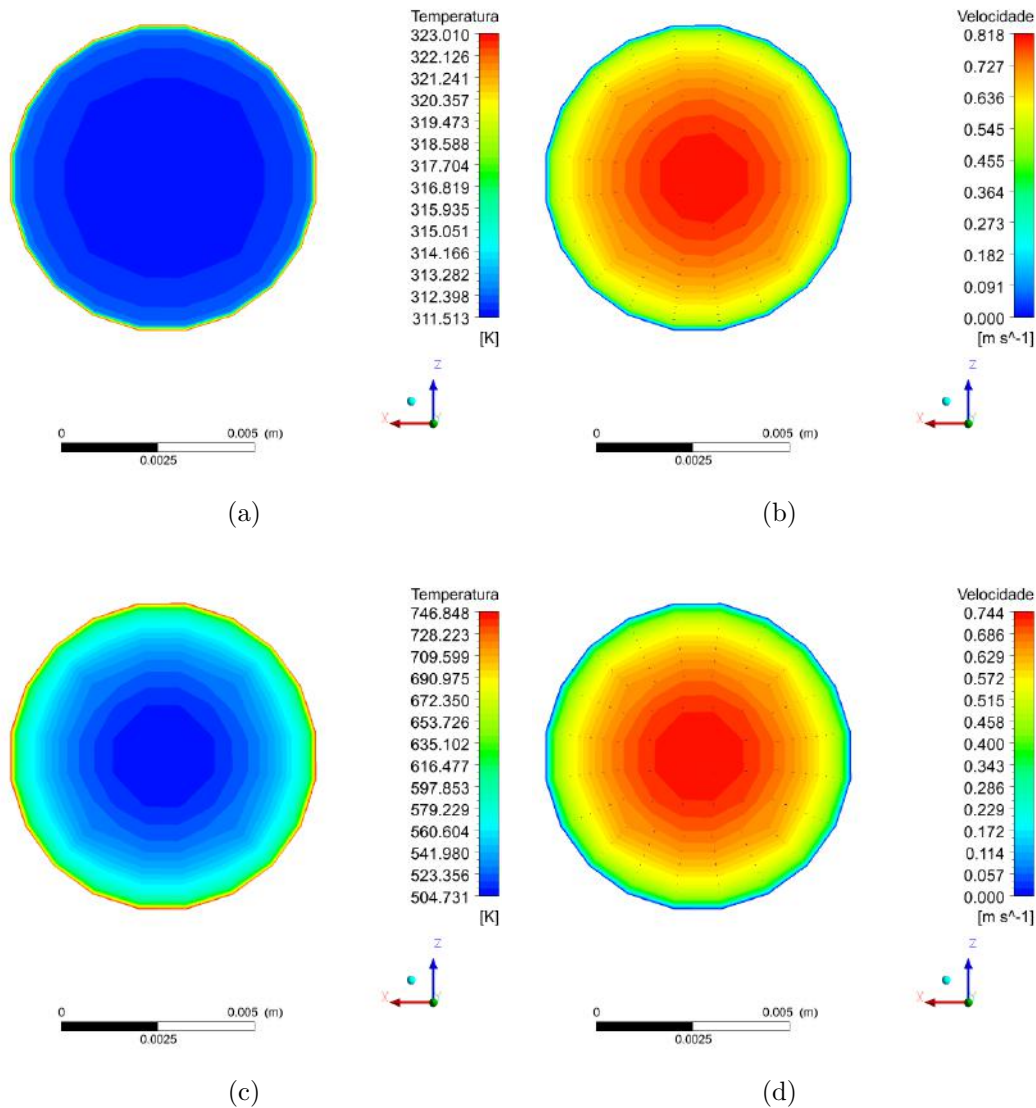 Temperatura
323.010
322.126
321.241
320.357
319.473
318.588
317.704
316.819
315.935
315.051
314.166
313.282
312.398
311.513
[K]
Z
X
Y
0 0.005 (m)
0.0025
(a)
Velocidade
0.818
0.727
0.636
0.545
0.455
0.364
0.273
0.182
0.091
0.000
[m s^-1]
Z
X
Y
0 0.005 (m)
0.0025
(b)
Temperatura
746.848
728.223
709.599
690.975
672.350
653.726
635.102
616.477
597.853
579.229
560.604
541.980
523.356
504.731
[K]
Z
X
Y
0 0.005 (m)
0.0025
(c)
Velocidade
0.744
0.686
0.629
0.572
0.515
0.458
0.400
0.343
0.286
0.229
0.172
0.114
0.057
0.000
[m s^-1]
Z
X
Y
0 0.005 (m)
0.0025
(d)